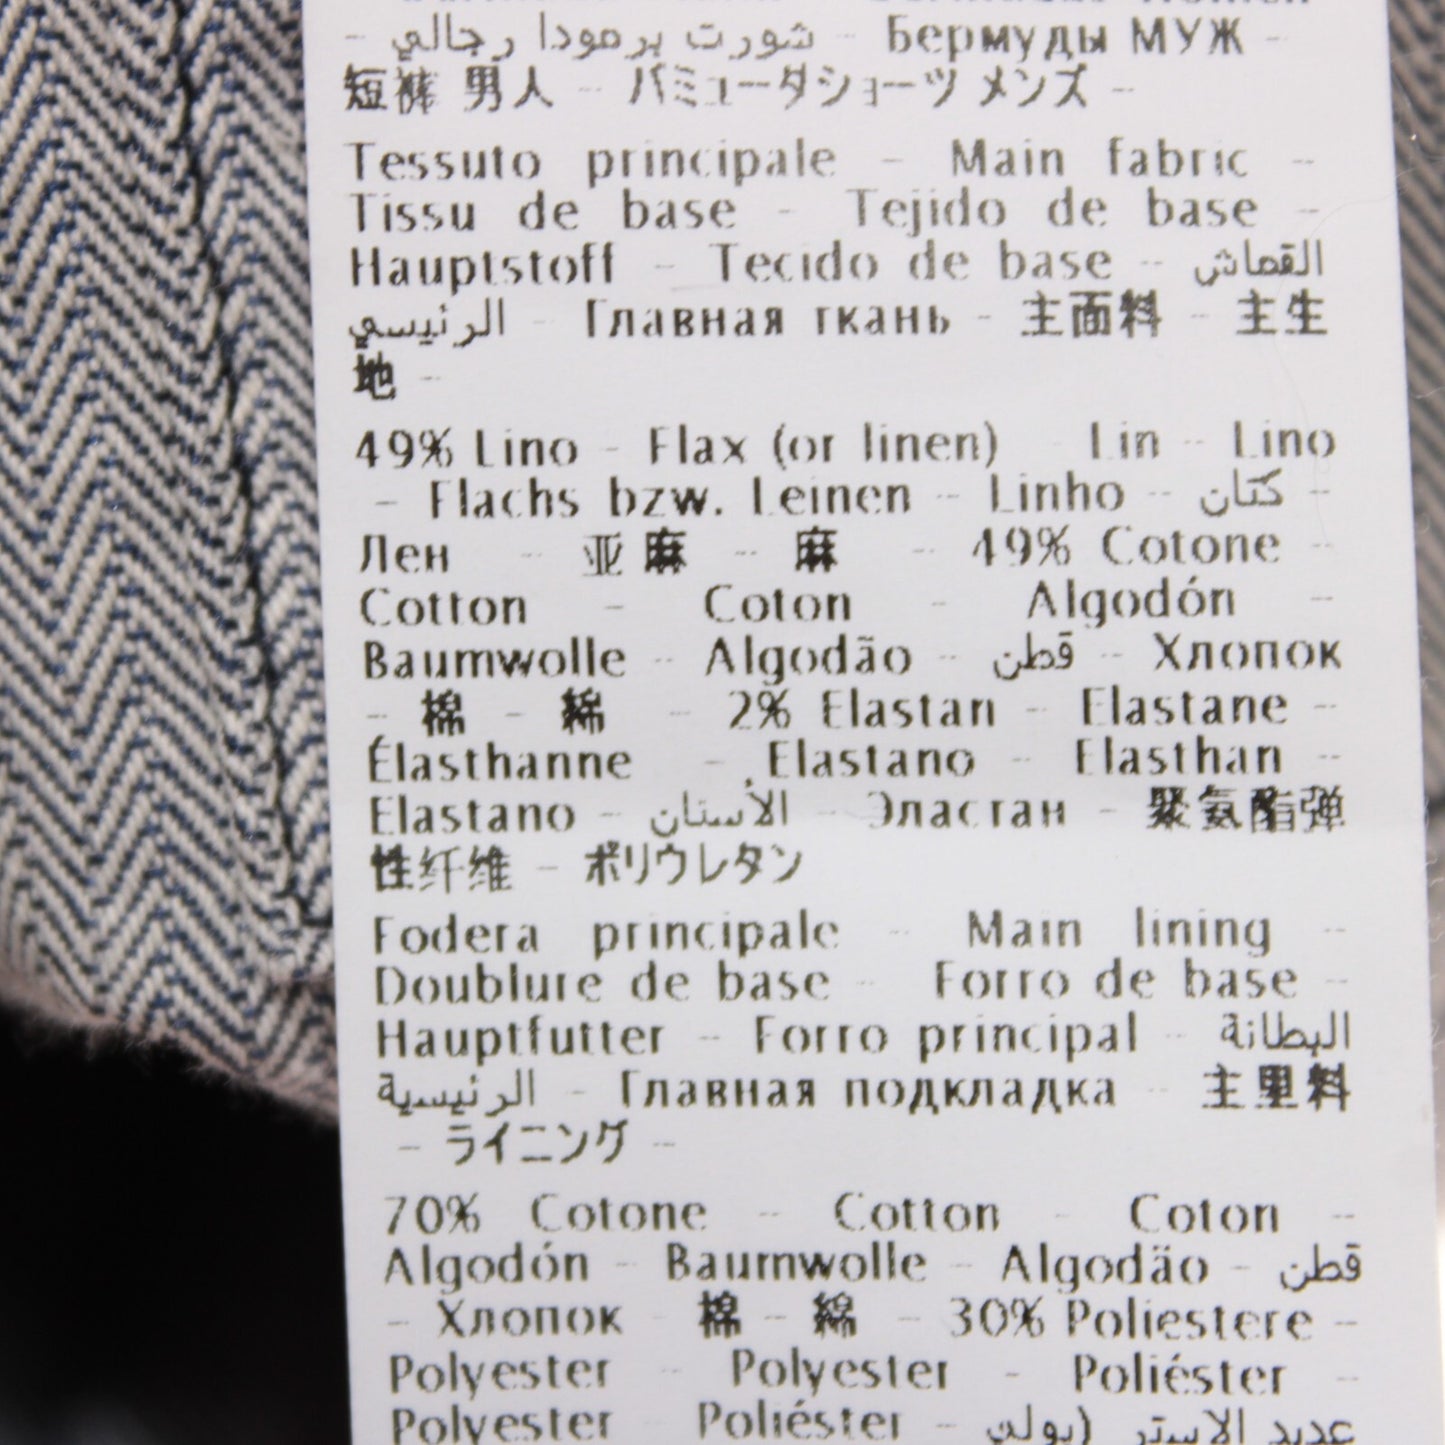 - شورت برمودا رجالي - Бермуды МУЖ -
短裤 男人 - バミューダショーツ メンズ -
Tessuto principale - Main fabric -
Tissu de base - Tejido de base -
Hauptstoff - Tecido de base - القماش
الرئيسي - Главная ткань - 主面料 - 主生
地 -
49% Lino - Flax (or linen) - Lin - Lino
- Flachs bzw. Leinen - Linho - كتان -
Лен - 亚麻 - 麻 - 49% Cotone -
Cotton - Coton - Algodón -
Baumwolle - Algodão - قطن - Хлопок
- 棉 - 綿 - 2% Elastan - Elastane -
Élasthanne - Elastano - Elasthan -
Elastano - الأستان - Эластан - 聚氨酯弹
性纤维 - ポリウレタン
Fodera principale - Main lining -
Doublure de base - Forro de base -
Hauptfutter - Forro principal - البطانة
الرئيسية - Главная подкладка - 主里料
- ライニング -
70% Cotone - Cotton - Coton -
Algodón - Baumwolle - Algodão - قطن
- Хлопок - 棉 - 綿 - 30% Poliestere -
Polyester - Polyester - Poliéster -
Polyester - Poliéster - عديد الاستر (بولي